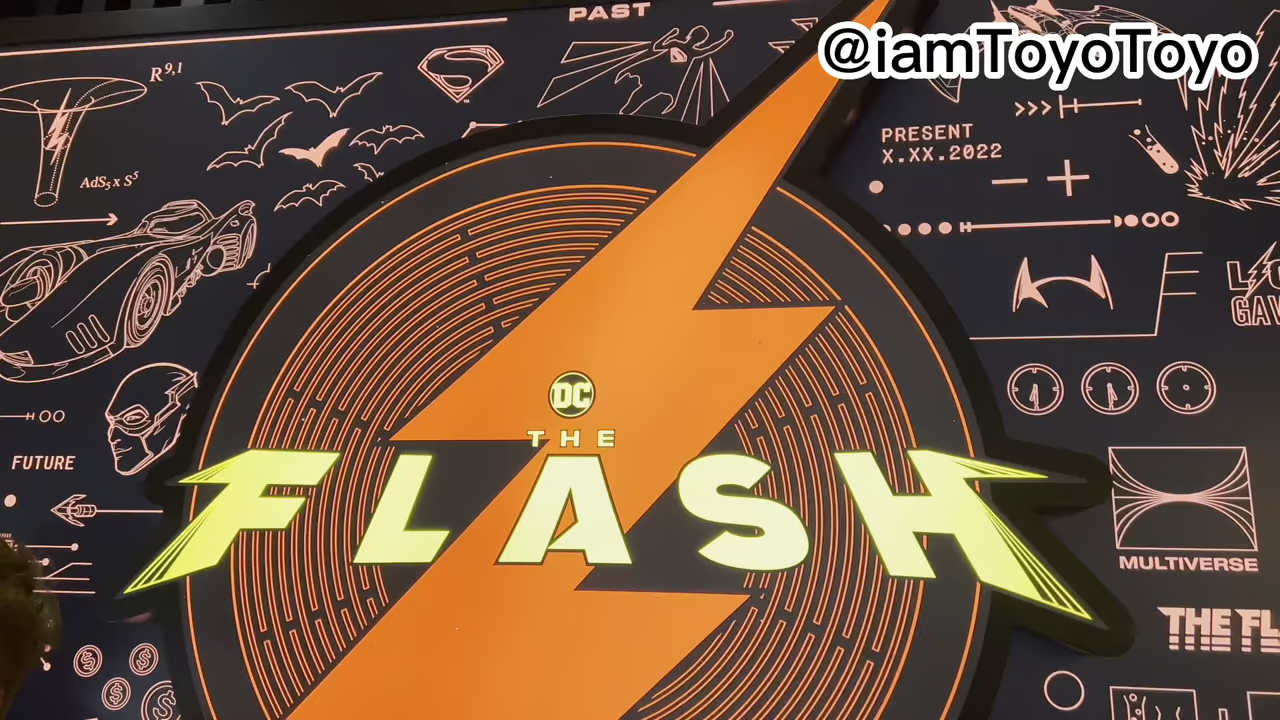 PAST
@iamToyoToyo
R⁹,¹
PRESENT
X.XX.2022
AdS₅ x S⁵
DC
THE
FLASH
FUTURE
MULTIVERSE
THE FL